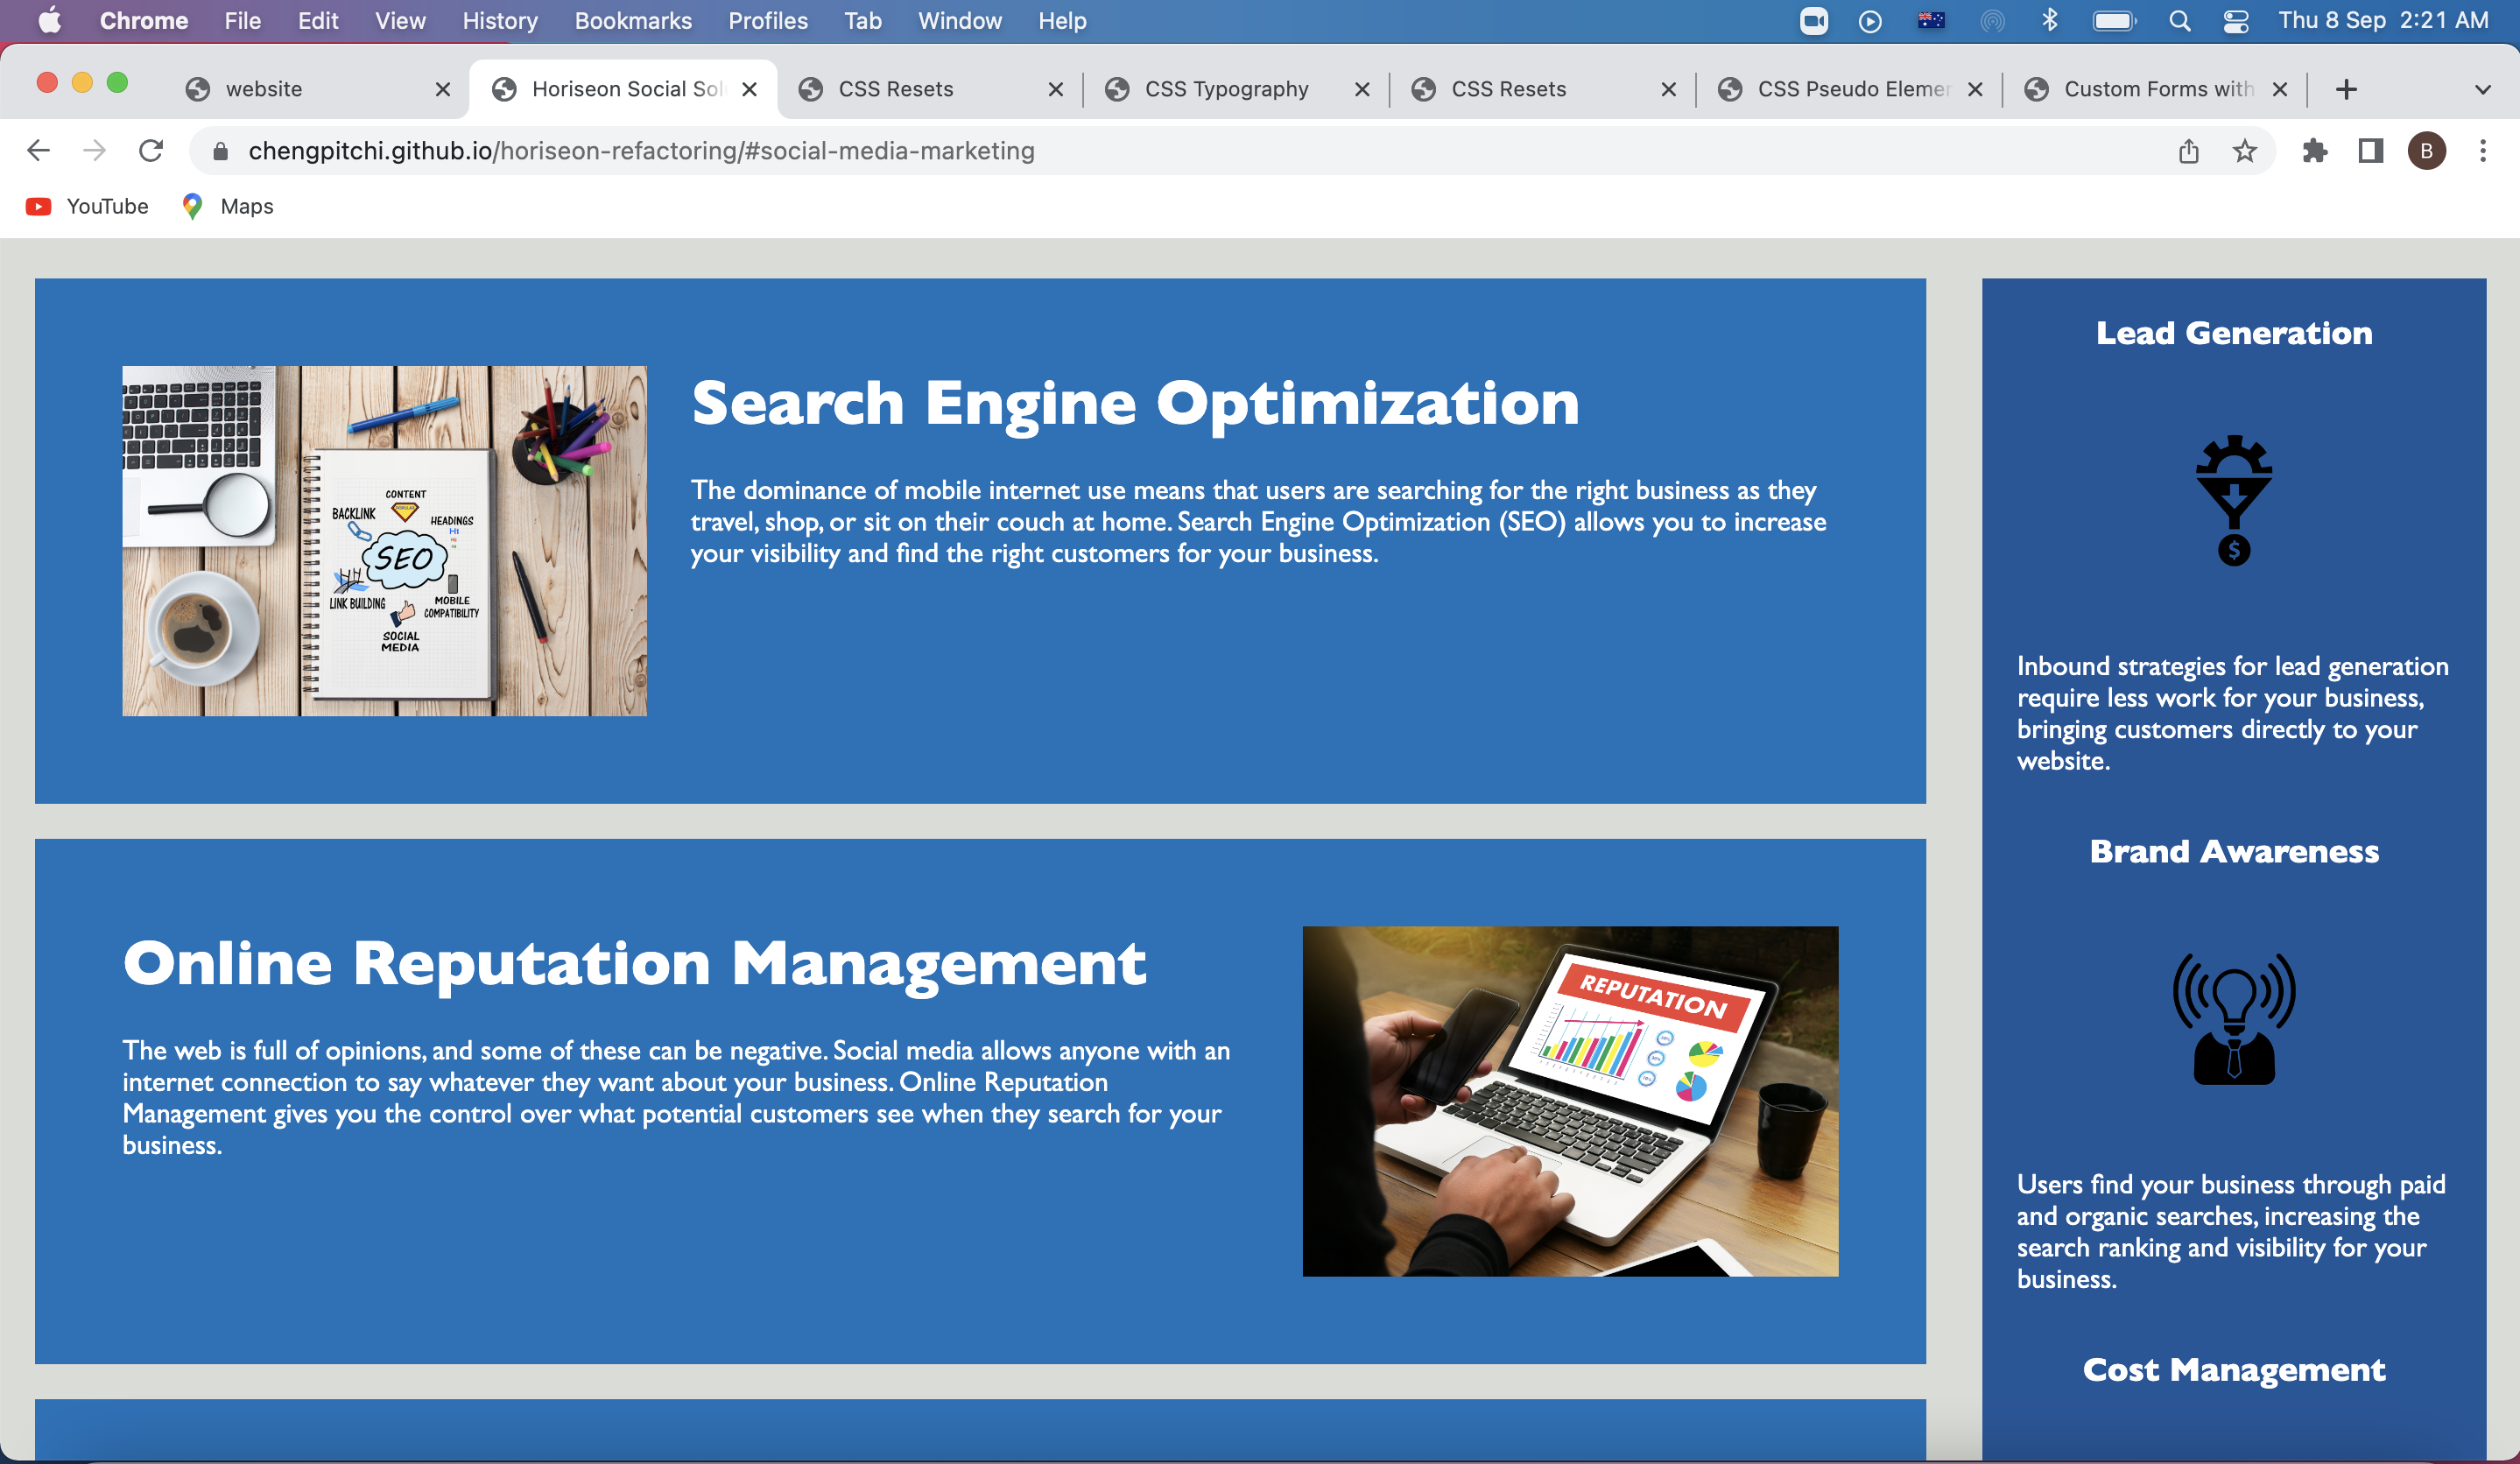 Chrome File Edit View History Bookmarks Profiles Tab Window Help Thu 8 Sep 2:21 AM
website
Horiseon Social Sol
CSS Resets
CSS Typography
CSS Resets
CSS Pseudo Elemen
Custom Forms with
chengpitchi.github.io/horiseon-refactoring/#social-media-marketing
B
YouTube
Maps
CONTENT
BACKLINK
HEADINGS
H1
SEO
LINK BUILDING
MOBILE
COMPATIBILITY
SOCIAL
MEDIA
Search Engine Optimization
The dominance of mobile internet use means that users are searching for the right business as they
travel, shop, or sit on their couch at home. Search Engine Optimization (SEO) allows you to increase
your visibility and find the right customers for your business.
Online Reputation Management
The web is full of opinions, and some of these can be negative. Social media allows anyone with an
internet connection to say whatever they want about your business. Online Reputation
Management gives you the control over what potential customers see when they search for your
business.
REPUTATION
Lead Generation
$
Inbound strategies for lead generation
require less work for your business,
bringing customers directly to your
website.
Brand Awareness
Users find your business through paid
and organic searches, increasing the
search ranking and visibility for your
business.
Cost Management